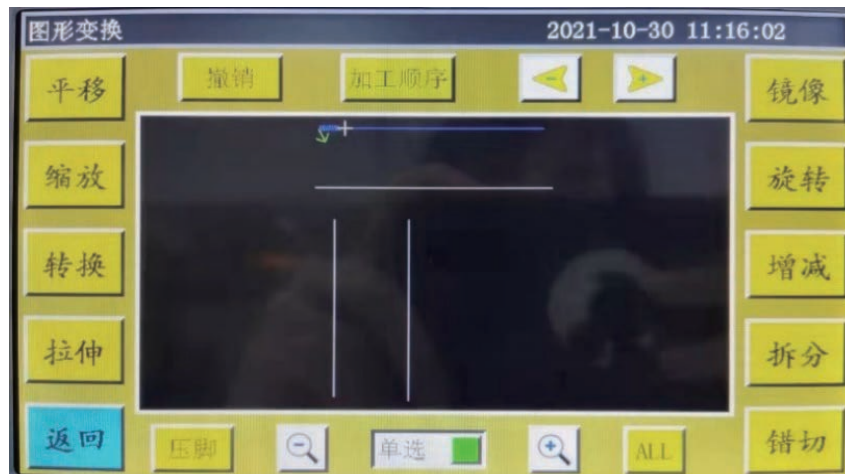 图形变换 2021-10-30 11:16:02
平移 撤销 加工顺序 镜像
缩放 旋转
转换 增减
拉伸 拆分
返回 压脚 单选 ALL 错切